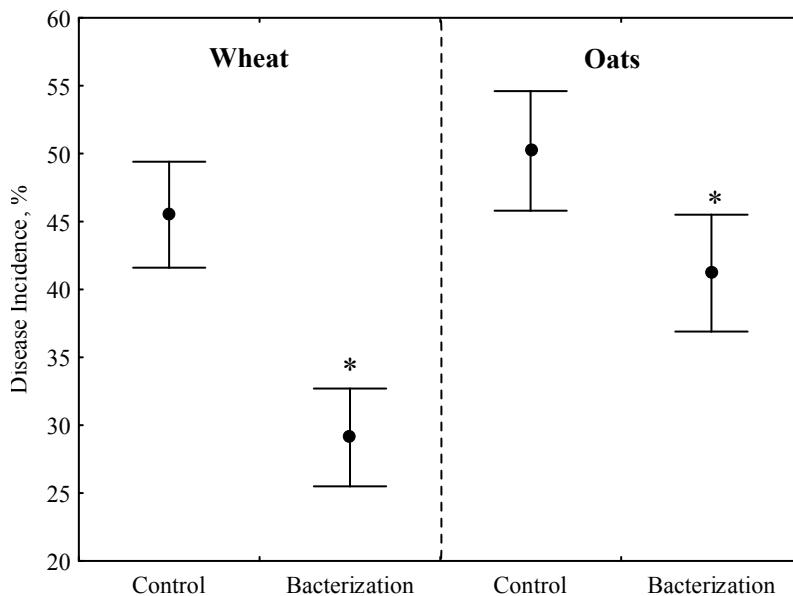 Wheat
Oats
Disease Incidence, %
60
55
50
45
40
35
30
25
20
*
*
Control
Bacterization
Control
Bacterization